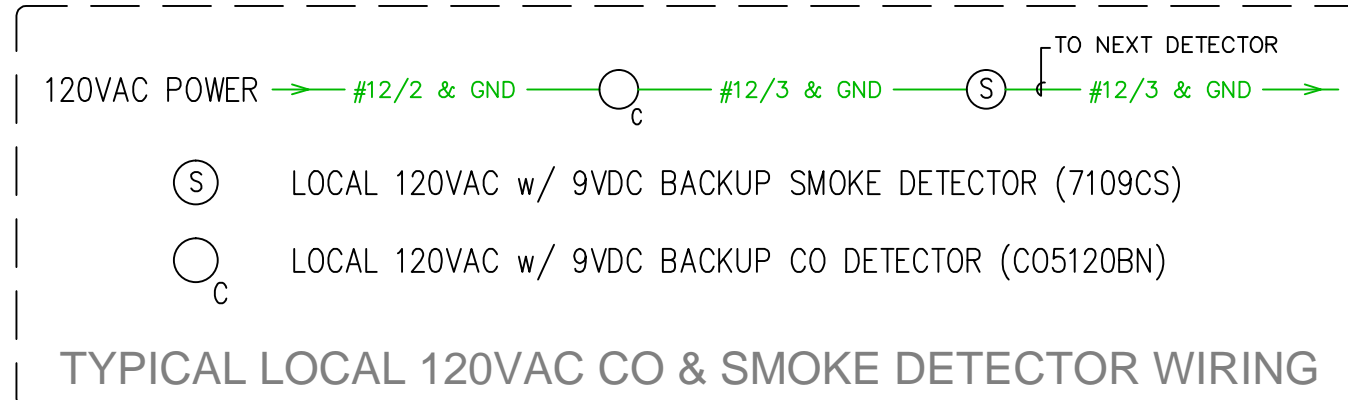 TO NEXT DETECTOR
120VAC POWER #12/2 & GND C #12/3 & GND S #12/3 & GND
S LOCAL 120VAC w/ 9VDC BACKUP SMOKE DETECTOR (7109CS)
C LOCAL 120VAC w/ 9VDC BACKUP CO DETECTOR (CO5120BN)
TYPICAL LOCAL 120VAC CO & SMOKE DETECTOR WIRING